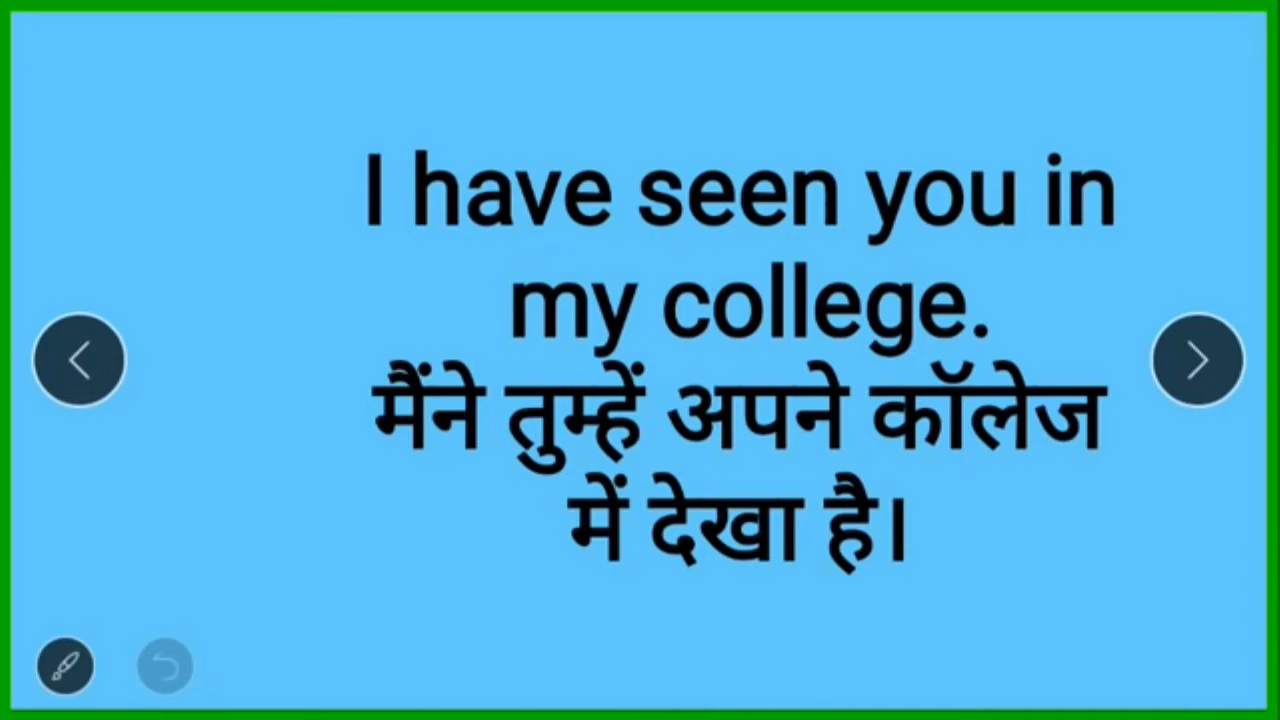 I have seen you in
my college.
मैंने तुम्हें अपने कॉलेज
में देखा है।